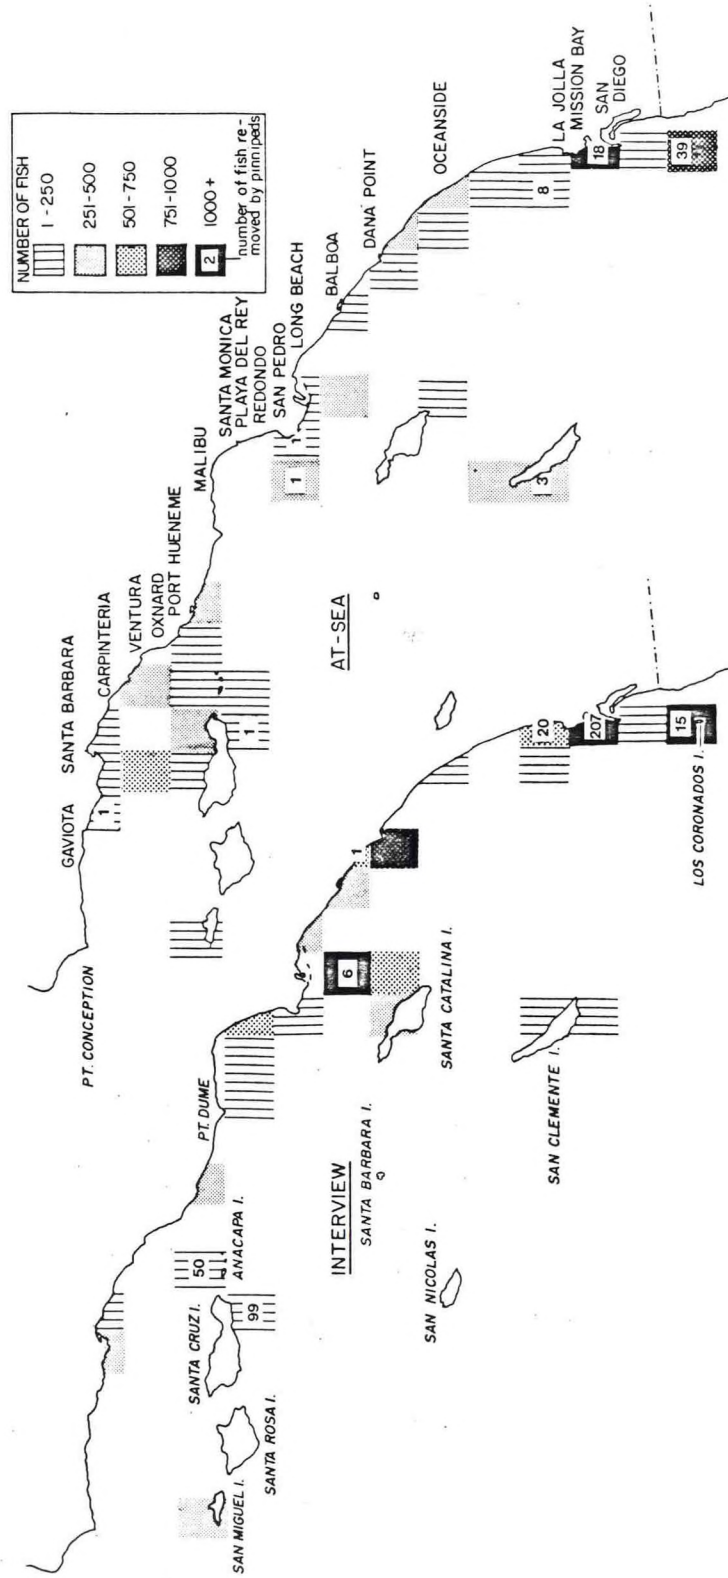 NUMBER OF FISH
1 - 250
251-500
501-750
751-1000
1000 +
2
number of fish re-
moved by pinnipeds
GAVIOTA
SANTA BARBARA
CARPINTERIA
VENTURA
OXNARD
PORT HUENEME
MALIBU
SANTA MONICA
PLAYA DEL REY
REDONDO
SAN PEDRO
LONG BEACH
BALBOA
DANA POINT
OCEANSIDE
LA JOLLA
MISSION BAY
SAN
DIEGO
PT. CONCEPTION
1
1
1
1
3
8
18
39
AT-SEA
PT. DUME
SAN MIGUEL I.
SANTA ROSA I.
SANTA CRUZ I.
ANACAPA I.
50
99
6
1
20
207
15
INTERVIEW
SANTA BARBARA I.
SAN NICOLAS I.
SANTA CATALINA I.
SAN CLEMENTE I.
LOS CORONADOS I.